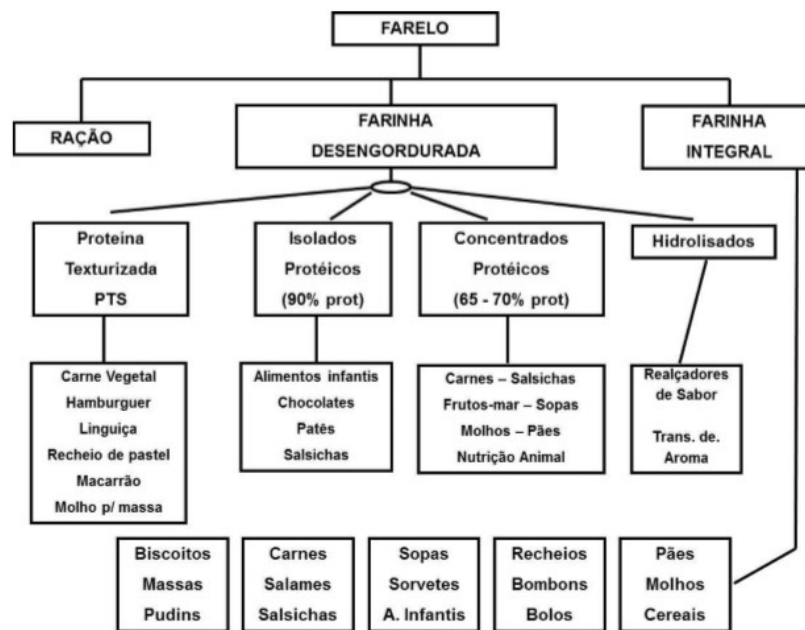 FARELO
RAÇÃO
FARINHA
DESENGORDURADA
FARINHA
INTEGRAL
Proteína
Texturizada
PTS
Isolados
Protéicos
(90% prot)
Concentrados
Protéicos
(65 - 70% prot)
Hidrolisados
Carne Vegetal
Hamburguer
Linguiça
Recheio de pastel
Macarrão
Molho p/ massa
Alimentos infantis
Chocolates
Patês
Salsichas
Carnes – Salsichas
Frutos-mar – Sopas
Molhos – Pães
Nutrição Animal
Realçadores
de Sabor
Trans. de.
Aroma
Biscoitos
Massas
Pudins
Carnes
Salames
Salsichas
Sopas
Sorvetes
A. Infantis
Recheios
Bombons
Bolos
Pães
Molhos
Cereais